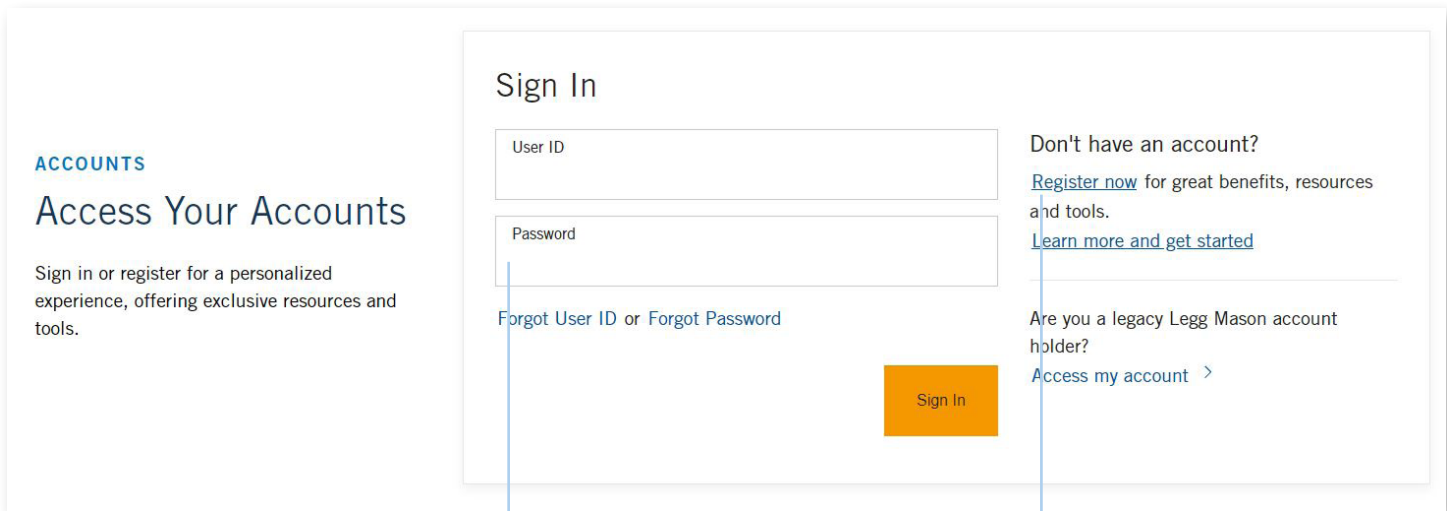 ACCOUNTS
Access Your Accounts
Sign in or register for a personalized
experience, offering exclusive resources and
tools.
Sign In
User ID
Password
Forgot User ID or Forgot Password
Sign In
Don't have an account?
Register now for great benefits, resources
and tools.
Learn more and get started
Are you a legacy Legg Mason account
holder?
Access my account >